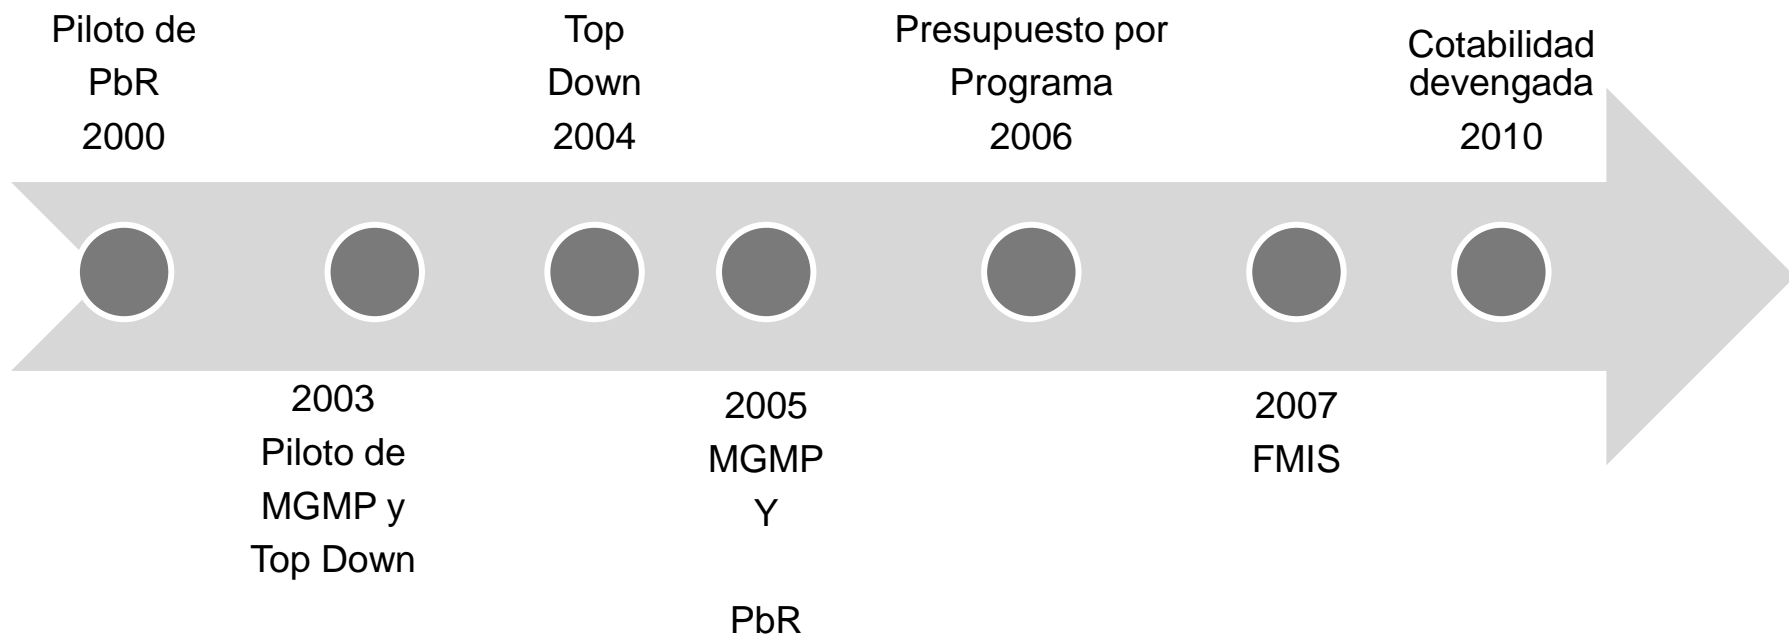 Piloto de
PbR
2000
2003
Piloto de
MGMP y
Top Down
Top
Down
2004
2005
MGMP
Y
PbR
Presupuesto por
Programa
2006
2007
FMIS
Cotabilidad
devengada
2010